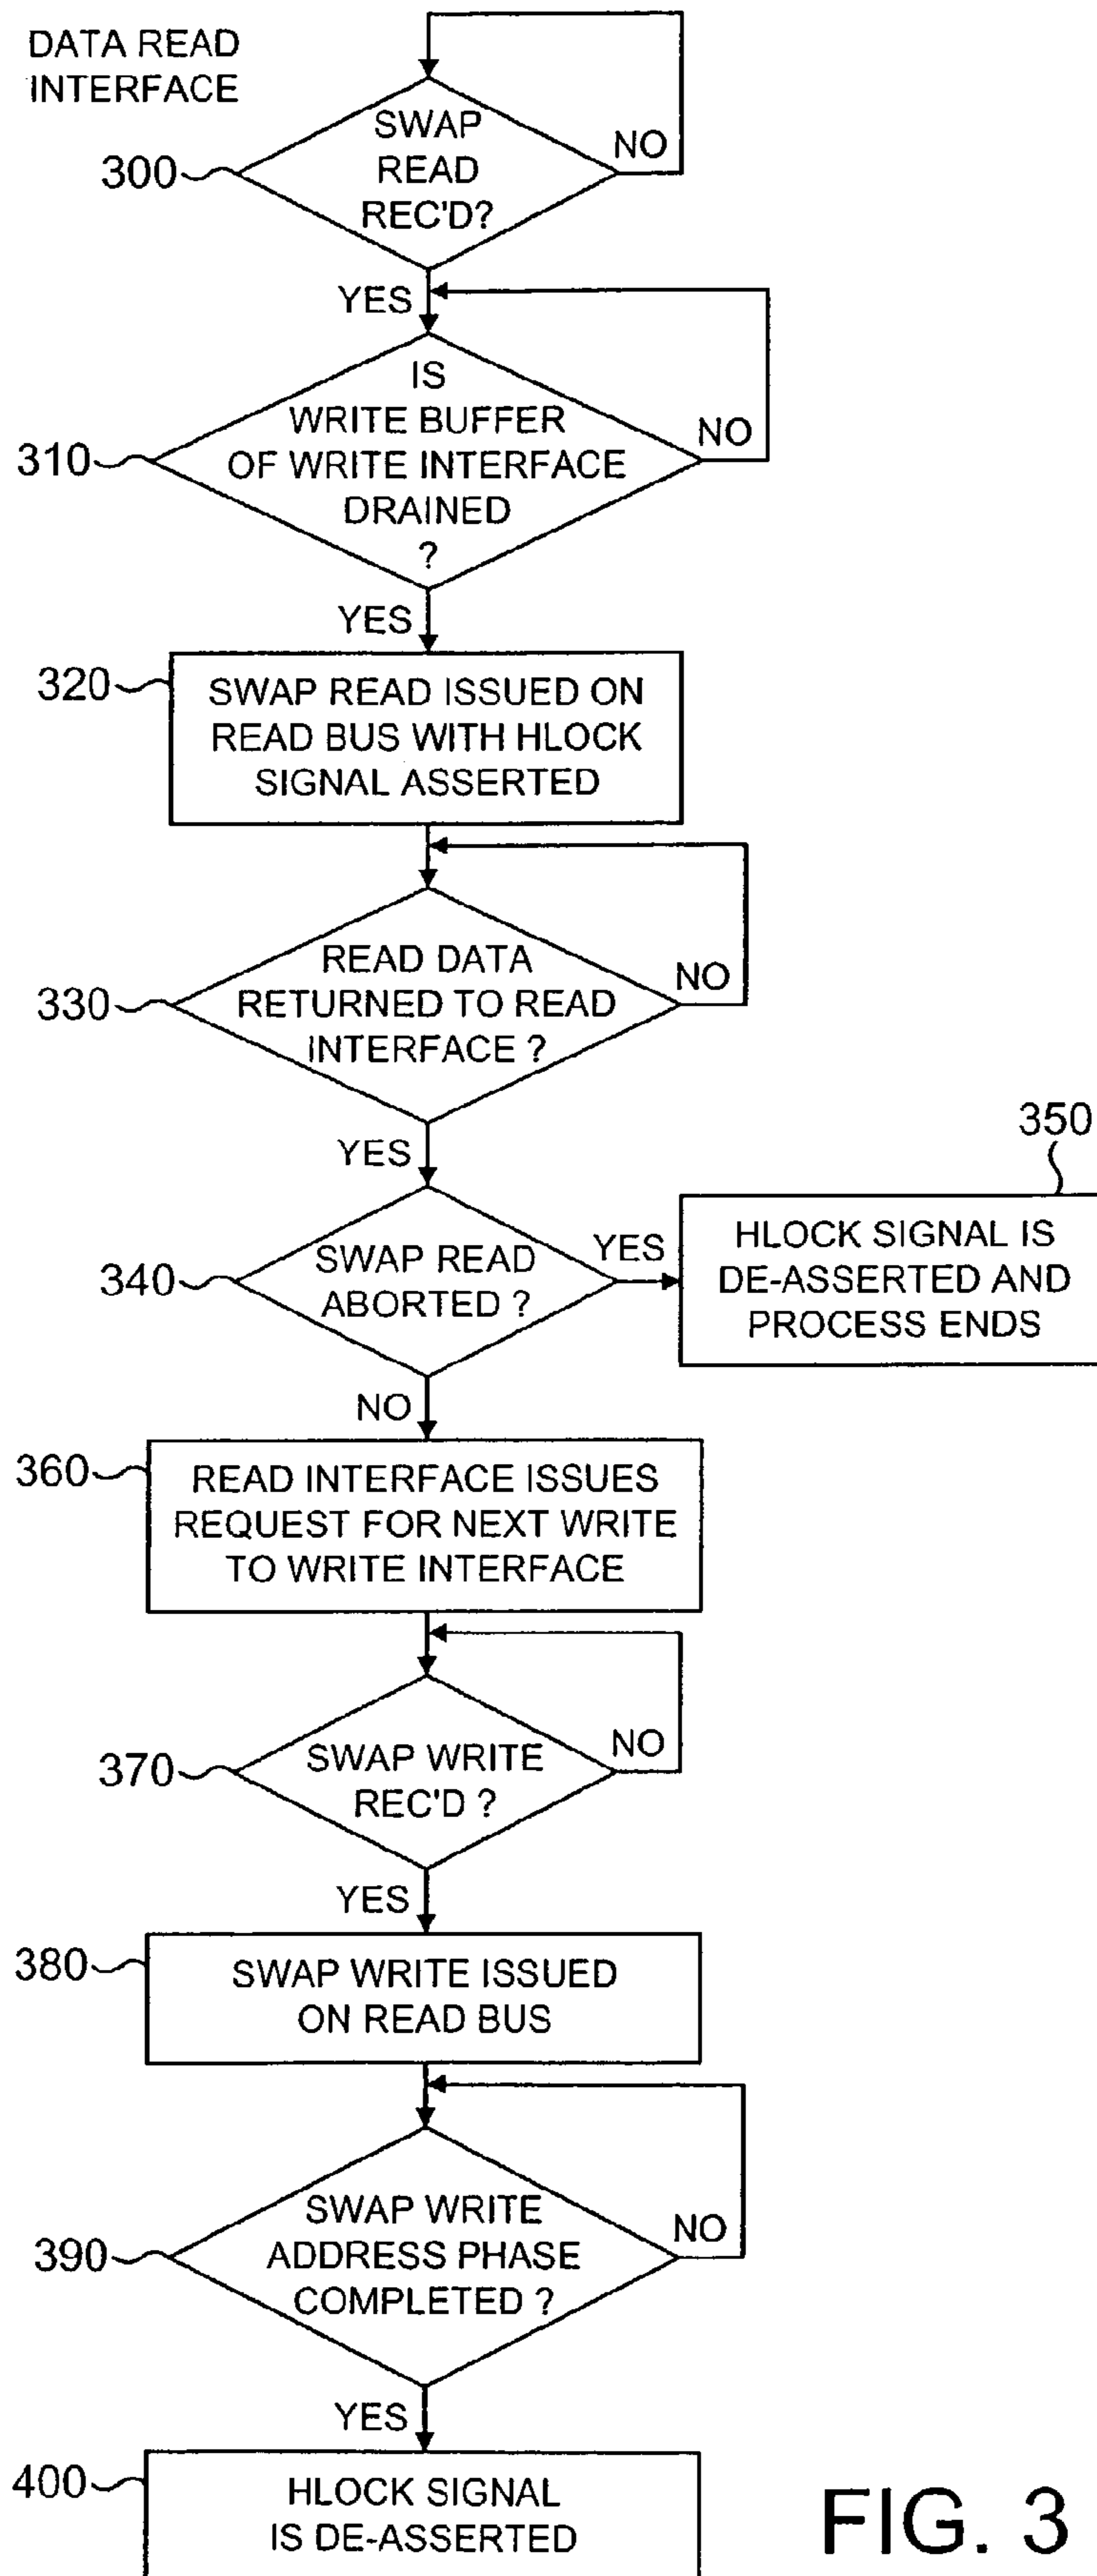 DATA READ
INTERFACE
300
SWAP
READ
REC'D?
NO
YES
310
IS
WRITE BUFFER
OF WRITE INTERFACE
DRAINED
?
NO
YES
320
SWAP READ ISSUED ON
READ BUS WITH HLOCK
SIGNAL ASSERTED
330
READ DATA
RETURNED TO READ
INTERFACE ?
NO
YES
340
SWAP READ
ABORTED ?
YES
350
HLOCK SIGNAL IS
DE-ASSERTED AND
PROCESS ENDS
NO
360
READ INTERFACE ISSUES
REQUEST FOR NEXT WRITE
TO WRITE INTERFACE
370
SWAP WRITE
REC'D ?
NO
YES
380
SWAP WRITE ISSUED
ON READ BUS
390
SWAP WRITE
ADDRESS PHASE
COMPLETED ?
NO
YES
400
HLOCK SIGNAL
IS DE-ASSERTED
FIG. 3